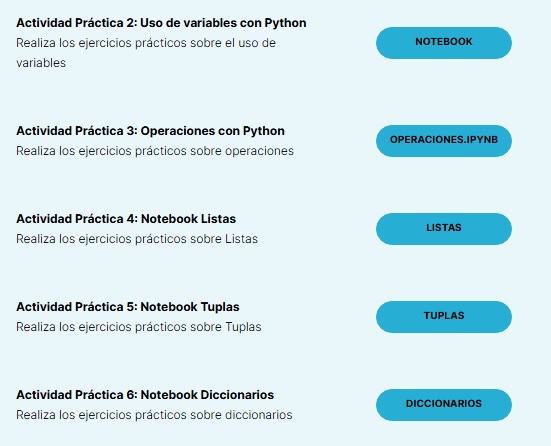 Actividad Práctica 2: Uso de variables con Python
Realiza los ejercicios prácticos sobre el uso de
variables
NOTEBOOK
Actividad Práctica 3: Operaciones con Python
Realiza los ejercicios prácticos sobre operaciones
OPERACIONES.IPYNB
Actividad Práctica 4: Notebook Listas
Realiza los ejercicios prácticos sobre Listas
LISTAS
Actividad Práctica 5: Notebook Tuplas
Realiza los ejercicios prácticos sobre Tuplas
TUPLAS
Actividad Práctica 6: Notebook Diccionarios
Realiza los ejercicios prácticos sobre diccionarios
DICCIONARIOS